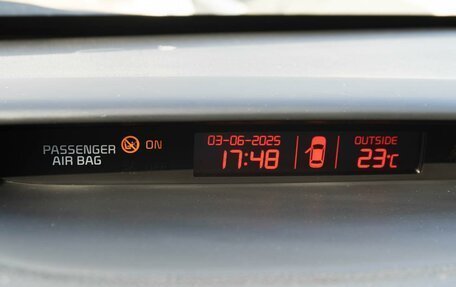 PASSENGER ON
AIR BAG
03-06-2025
17:48
OUTSIDE
23°C